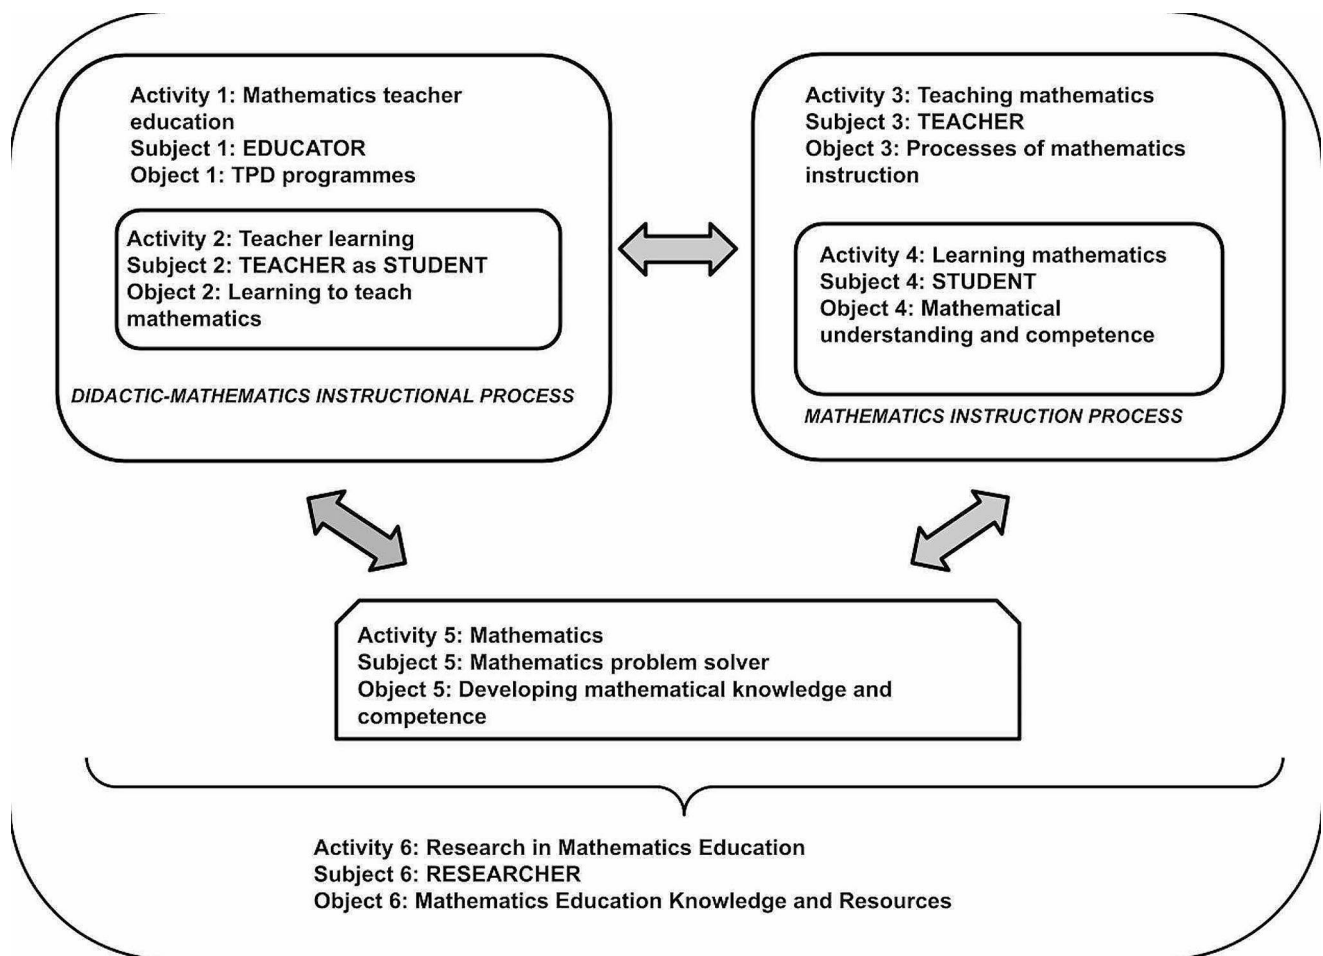 Activity 1: Mathematics teacher
education
Subject 1: EDUCATOR
Object 1: TPD programmes
Activity 2: Teacher learning
Subject 2: TEACHER as STUDENT
Object 2: Learning to teach
mathematics
DIDACTIC-MATHEMATICS INSTRUCTIONAL PROCESS
Activity 3: Teaching mathematics
Subject 3: TEACHER
Object 3: Processes of mathematics
instruction
Activity 4: Learning mathematics
Subject 4: STUDENT
Object 4: Mathematical
understanding and competence
MATHEMATICS INSTRUCTION PROCESS
Activity 5: Mathematics
Subject 5: Mathematics problem solver
Object 5: Developing mathematical knowledge and
competence
Activity 6: Research in Mathematics Education
Subject 6: RESEARCHER
Object 6: Mathematics Education Knowledge and Resources